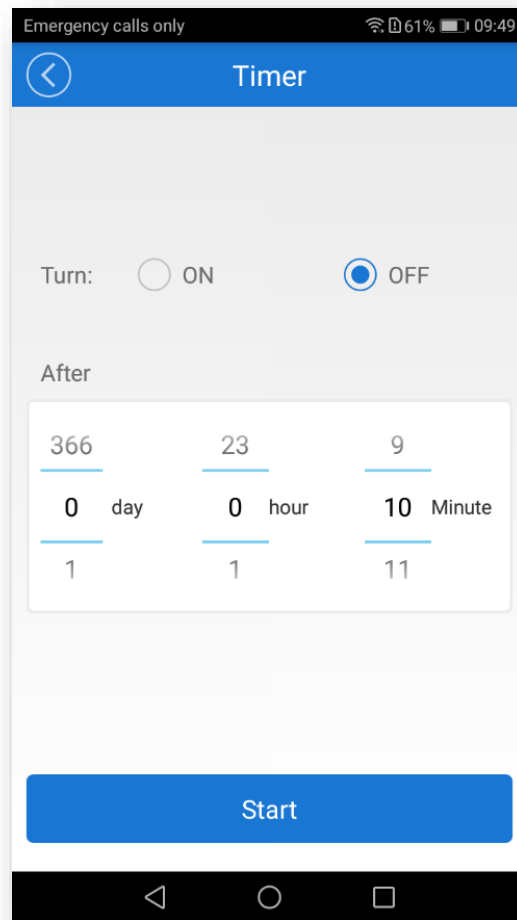 Emergency calls only 61% 09:49
Timer
Turn: ON OFF
After
366 23 9
0 day 0 hour 10 Minute
1 1 11
Start